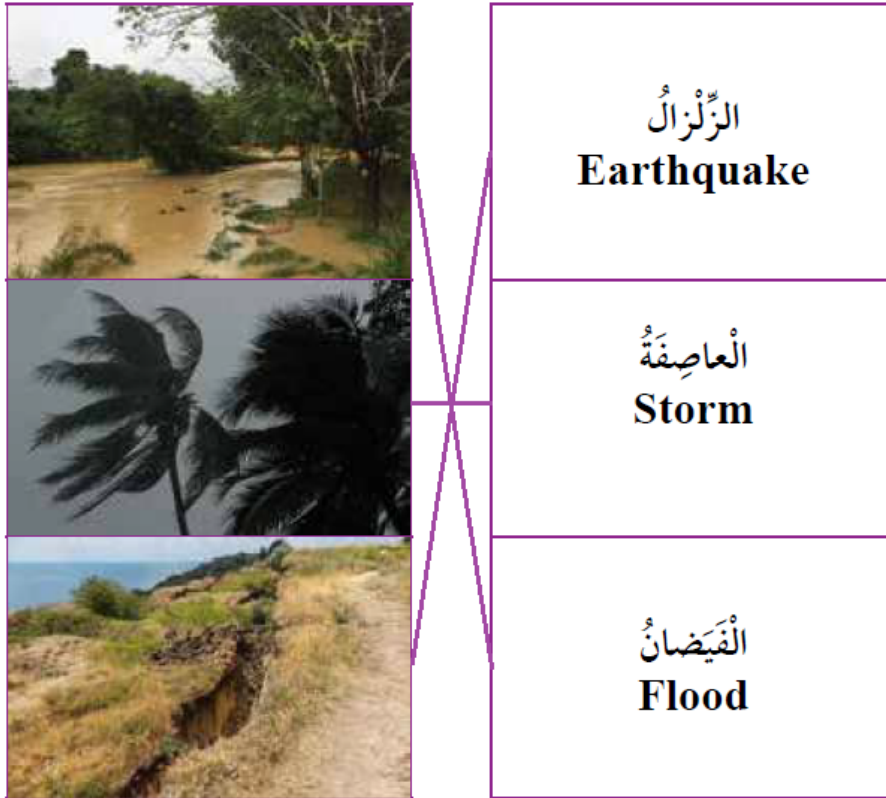 الزِّلْزالُ
Earthquake
الْعاصِفَةُ
Storm
الْفَيَضانُ
Flood